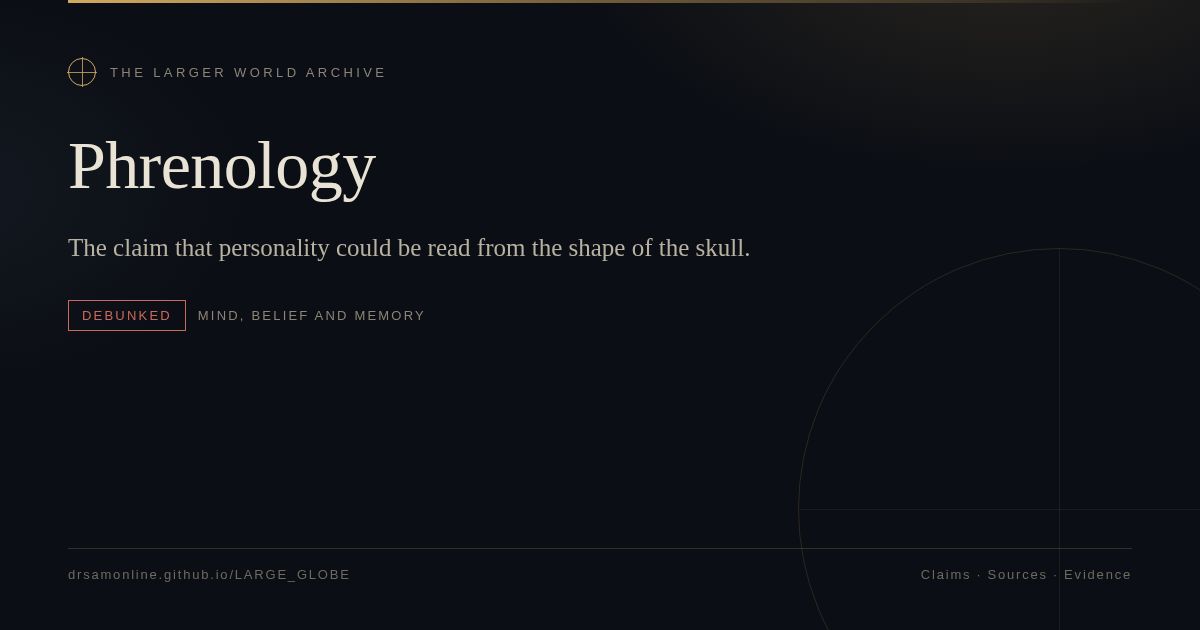 THE LARGER WORLD ARCHIVE
Phrenology
The claim that personality could be read from the shape of the skull.
DEBUNKED MIND, BELIEF AND MEMORY
drsamonline.github.io/LARGE_GLOBE Claims · Sources · Evidence